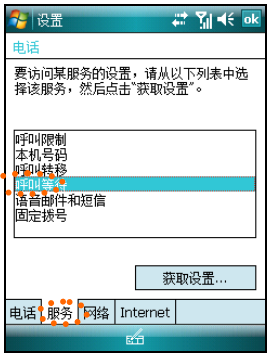 设置
ok
电话
要访问某服务的设置，请从以下列表中选
择该服务，然后点击"获取设置"。
呼叫限制
本机号码
呼叫转移
呼叫等待
语音邮件和短信
固定拨号
获取设置...
电话 服务 网络 Internet